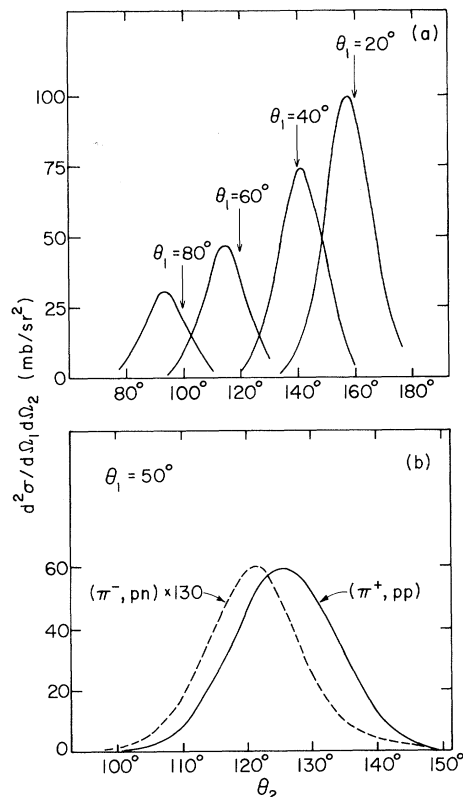 (a)
θ₁ = 20°
θ₁ = 40°
θ₁ = 60°
θ₁ = 80°
100
75
50
25
0
80° 100° 120° 140° 160° 180°
d²σ/dΩ₁dΩ₂ (mb/sr²)
(b)
θ₁ = 50°
(π⁻, pn) × 130
(π⁺, pp)
60
40
20
0
100° 110° 120° 130° 140° 150°
θ₂